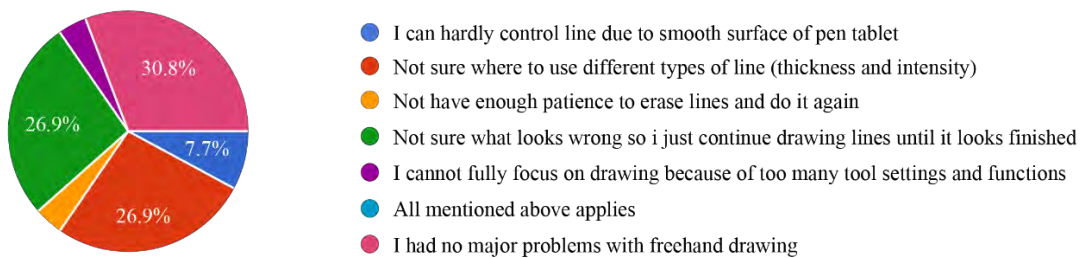 30.8%
26.9%
7.7%
26.9%
I can hardly control line due to smooth surface of pen tablet
Not sure where to use different types of line (thickness and intensity)
Not have enough patience to erase lines and do it again
Not sure what looks wrong so i just continue drawing lines until it looks finished
I cannot fully focus on drawing because of too many tool settings and functions
All mentioned above applies
I had no major problems with freehand drawing